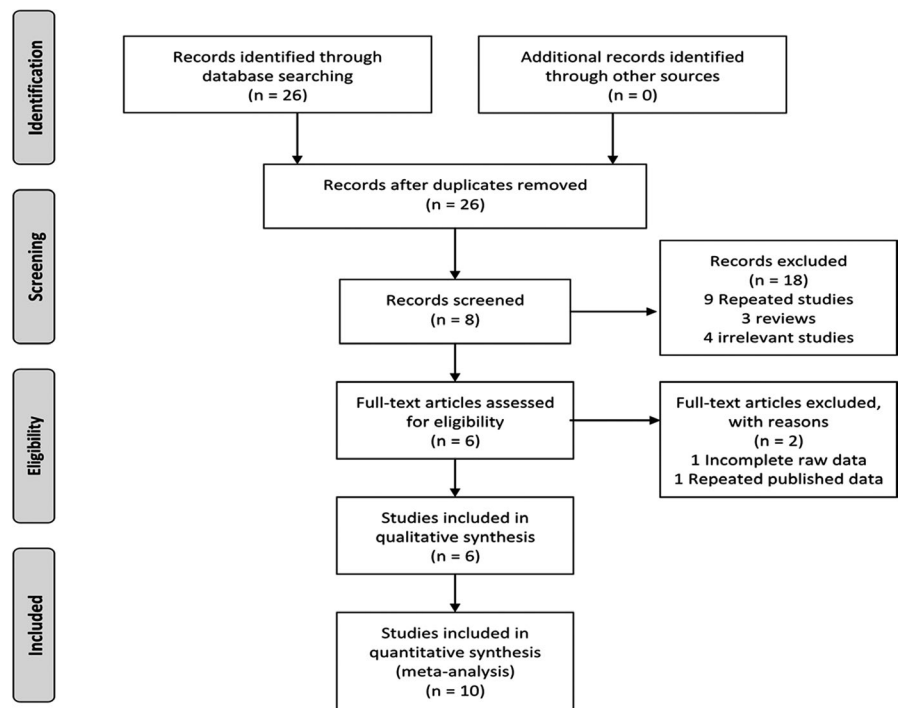 Identification
Records identified through
database searching
(n = 26)
Additional records identified
through other sources
(n = 0)
Records after duplicates removed
(n = 26)
Screening
Records screened
(n = 8)
Records excluded
(n = 18)
9 Repeated studies
3 reviews
4 irrelevant studies
Eligibility
Full-text articles assessed
for eligibility
(n = 6)
Full-text articles excluded,
with reasons
(n = 2)
1 Incomplete raw data
1 Repeated published data
Studies included in
qualitative synthesis
(n = 6)
Included
Studies included in
quantitative synthesis
(meta-analysis)
(n = 10)